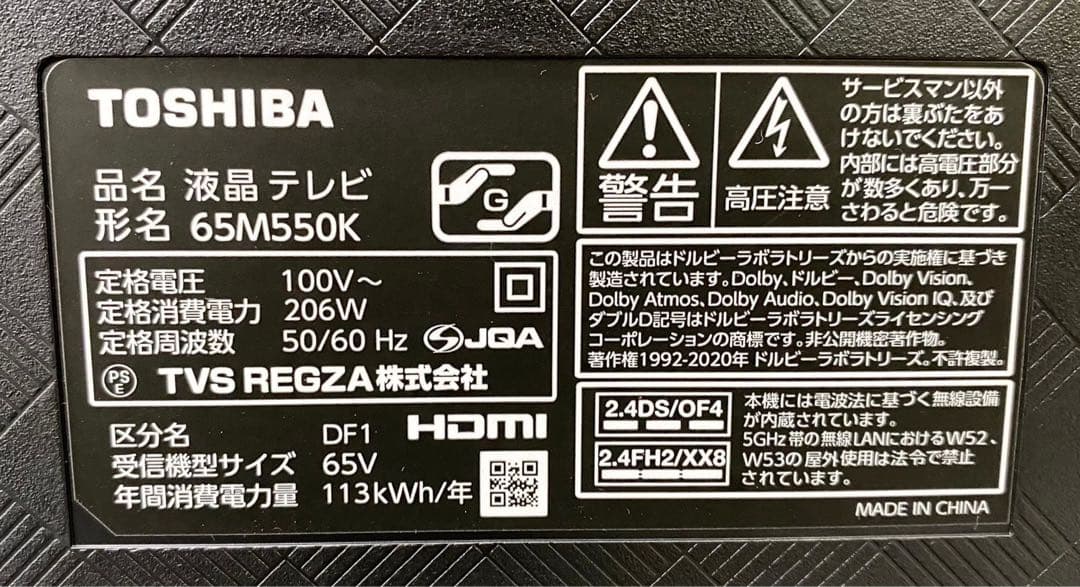 TOSHIBA
品名 液晶テレビ
形名 65M550K
G
定格電圧 100V～
定格消費電力 206W
定格周波数 50/60 Hz
JQA
PSE
TVS REGZA株式会社
区分名 DF1
HDMI
受信機型サイズ 65V
年間消費電力量 113kWh/年
警告
高圧注意
サービスマン以外
の方は裏ぶたをあ
けないでください。
内部には高電圧部分
が数多くあり、万一
さわると危険です。
この製品はドルビーラボラトリーズからの実施権に基づき
製造されています。Dolby、ドルビー、Dolby Vision、
Dolby Atmos、Dolby Audio、Dolby Vision IQ、及び
ダブルD記号はドルビーラボラトリーズライセンシング
コーポレーションの商標です。非公開機密著作物。
著作権1992-2020年 ドルビーラボラトリーズ。不許複製。
2.4DS/OF4
2.4FH2/XX8
本機には電波法に基づく無線設備
が内蔵されています。
5GHz帯の無線LANにおけるW52、
W53の屋外使用は法令で禁止
されています。
MADE IN CHINA